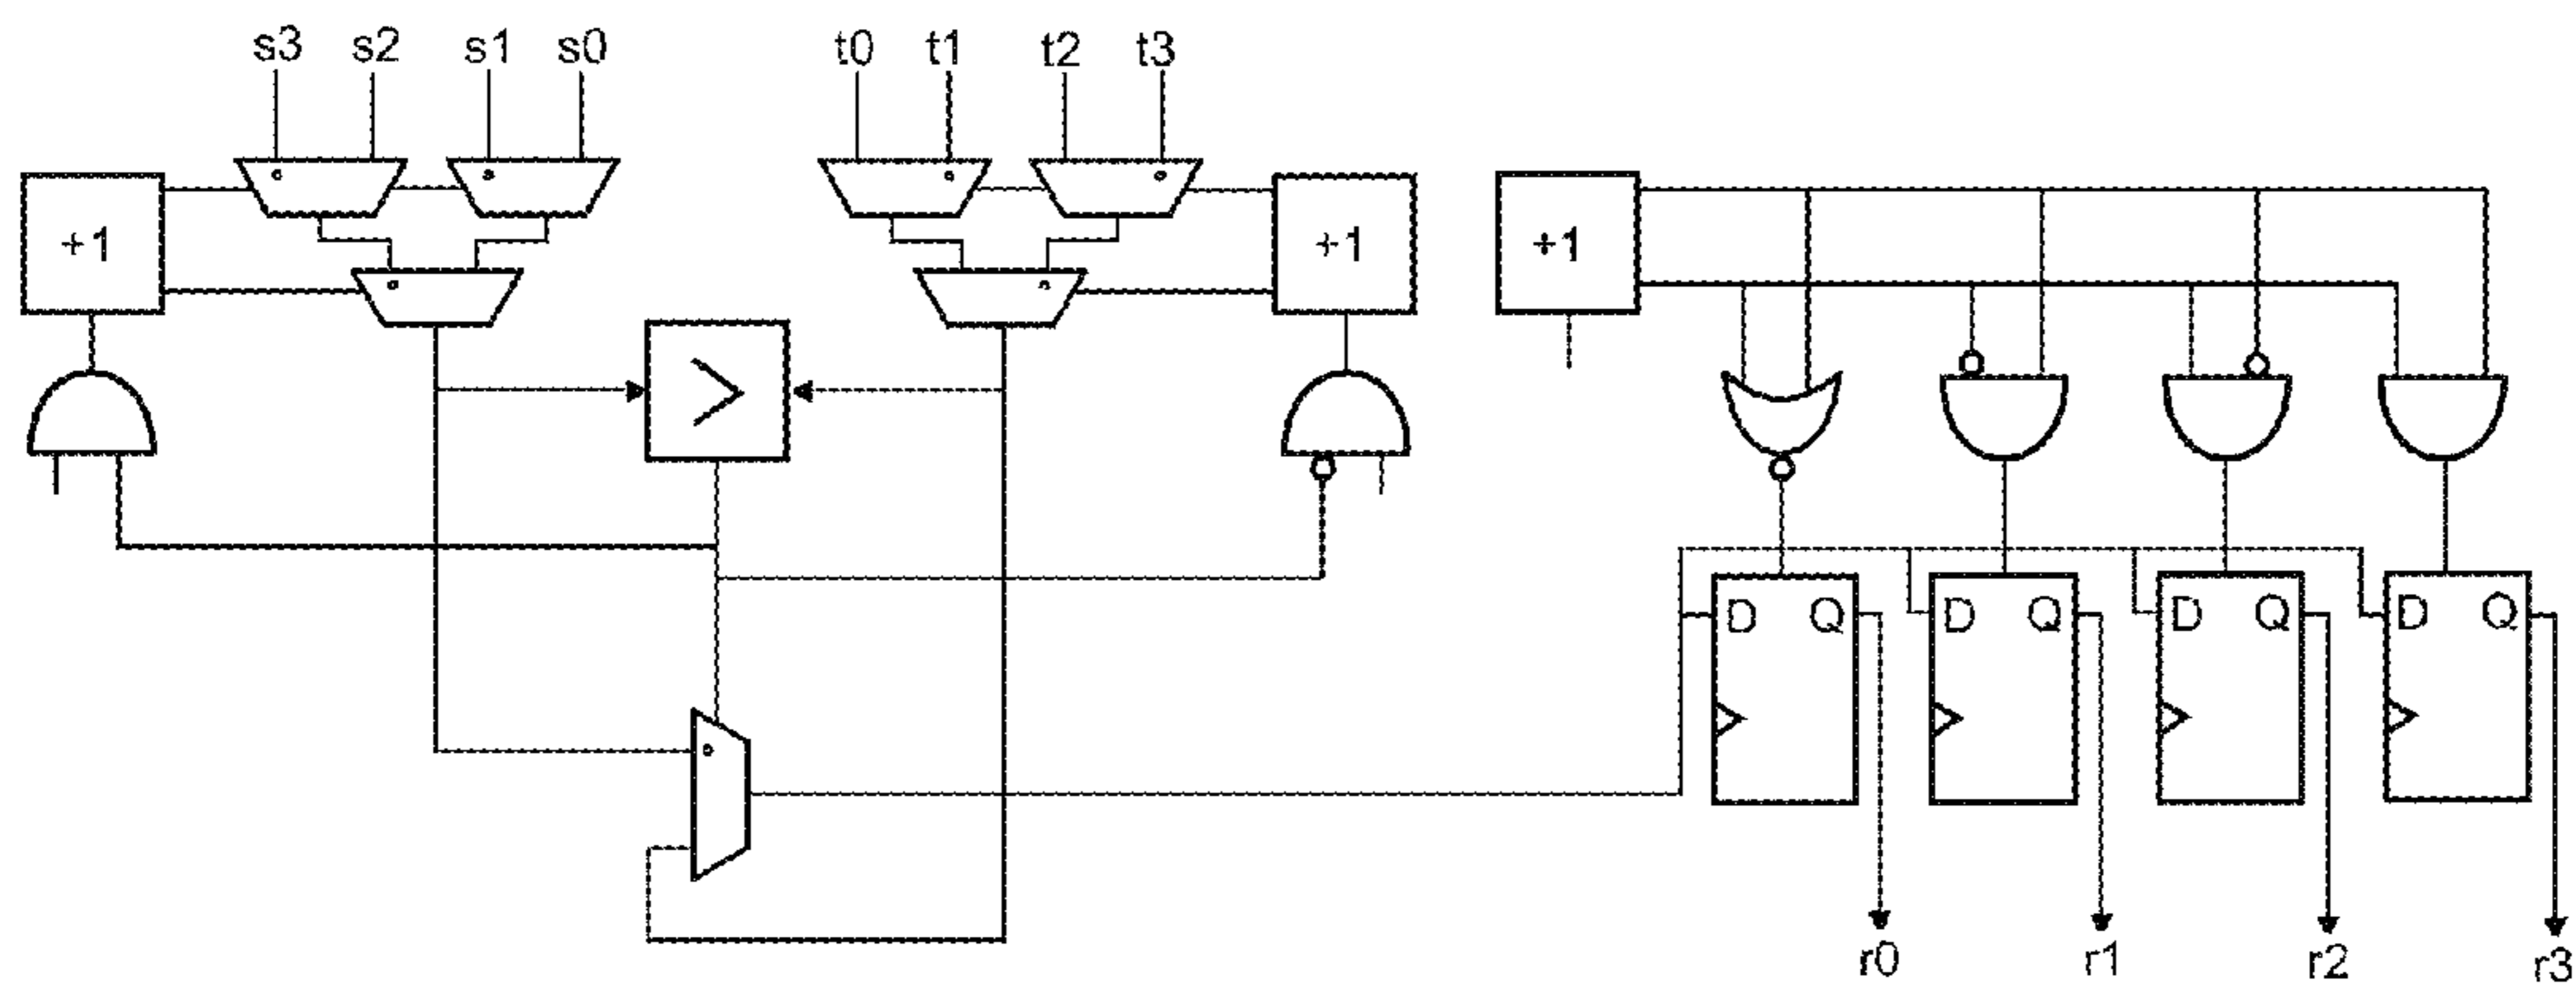 s3 s2 s1 s0 t0 t1 t2 t3
+1 +1 +1
>
D Q D Q D Q D Q
r0 r1 r2 r3